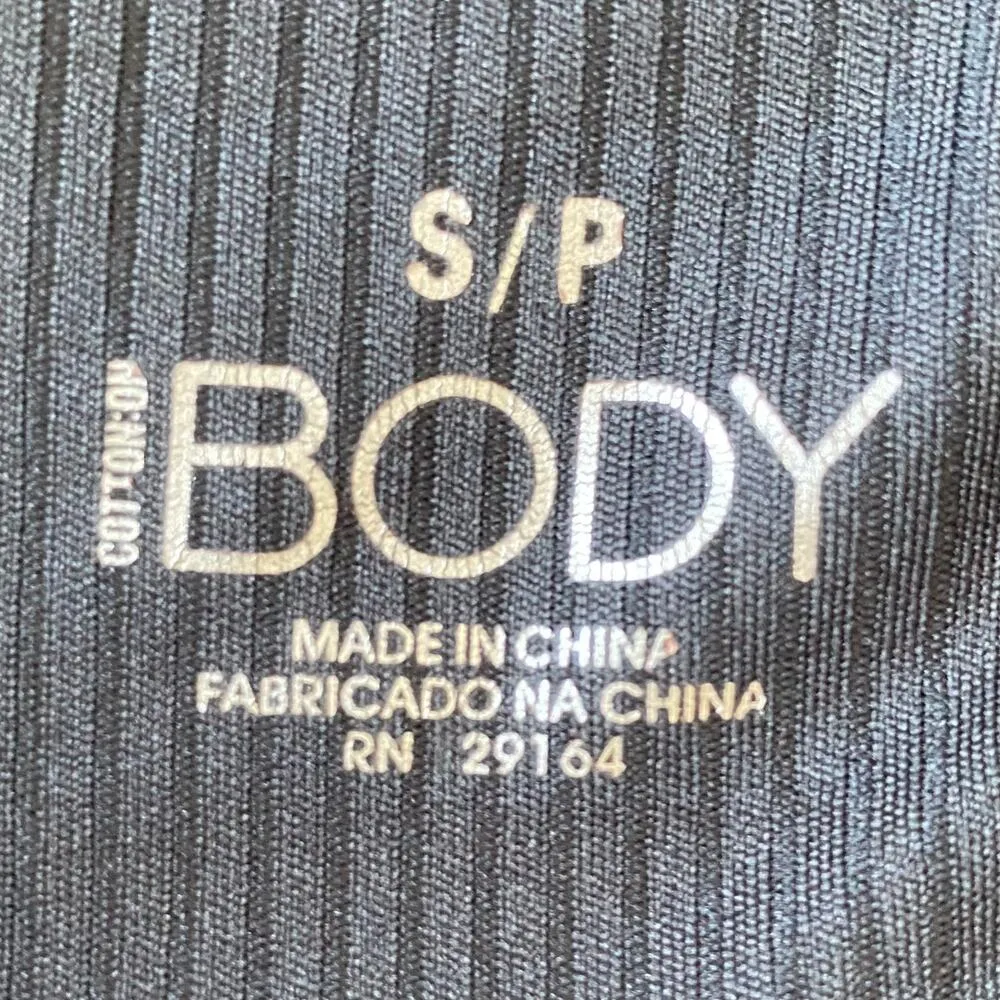 S/P
COTTON:ON
BODY
MADE IN CHINA
FABRICADO NA CHINA
RN 29164